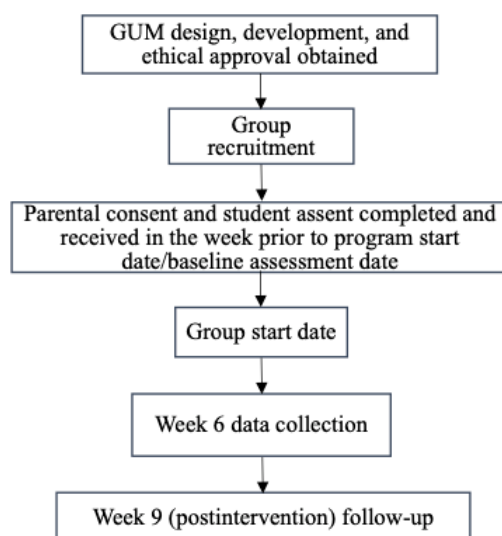 GUM design, development, and
ethical approval obtained
Group
recruitment
Parental consent and student assent completed and
received in the week prior to program start
date/baseline assessment date
Group start date
Week 6 data collection
Week 9 (postintervention) follow-up